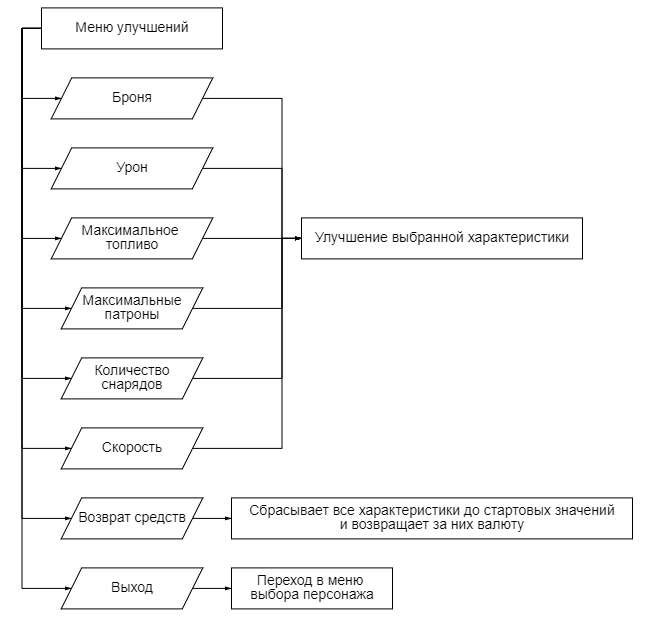 Меню улучшений
Броня
Урон
Максимальное
топливо
Улучшение выбранной характеристики
Максимальные
патроны
Количество
снарядов
Скорость
Возврат средств
Сбрасывает все характеристики до стартовых значений
и возвращает за них валюту
Выход
Переход в меню
выбора персонажа